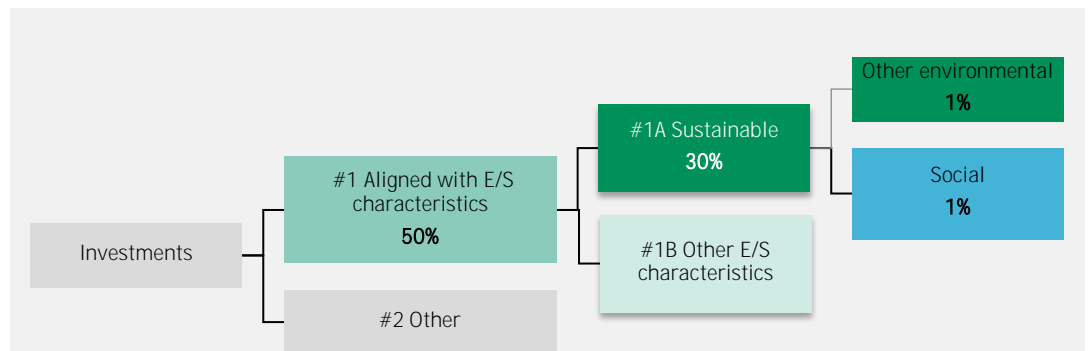 Investments
#1 Aligned with E/S
characteristics
50%
#2 Other
#1A Sustainable
30%
#1B Other E/S
characteristics
Other environmental
1%
Social
1%